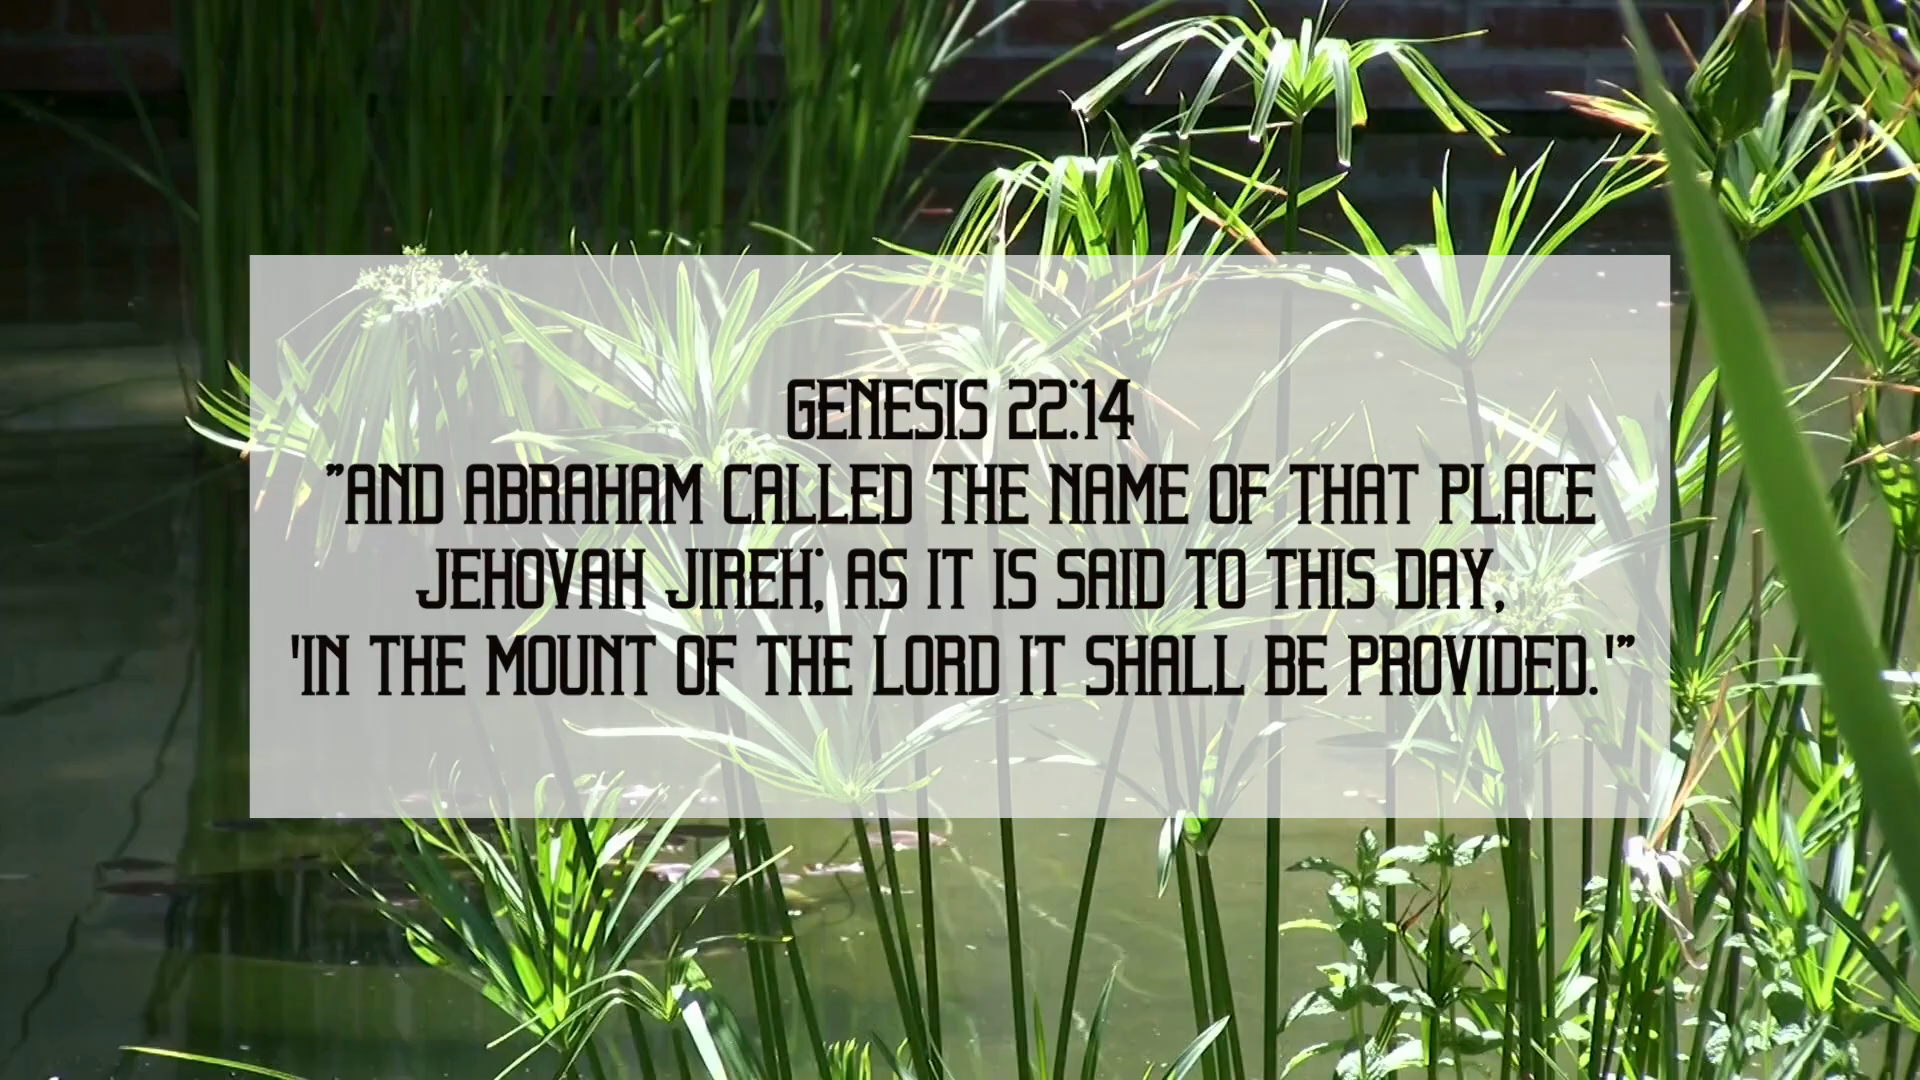 GENESIS 22:14
"AND ABRAHAM CALLED THE NAME OF THAT PLACE
JEHOVAH JIREH; AS IT IS SAID TO THIS DAY,
'IN THE MOUNT OF THE LORD IT SHALL BE PROVIDED.'"